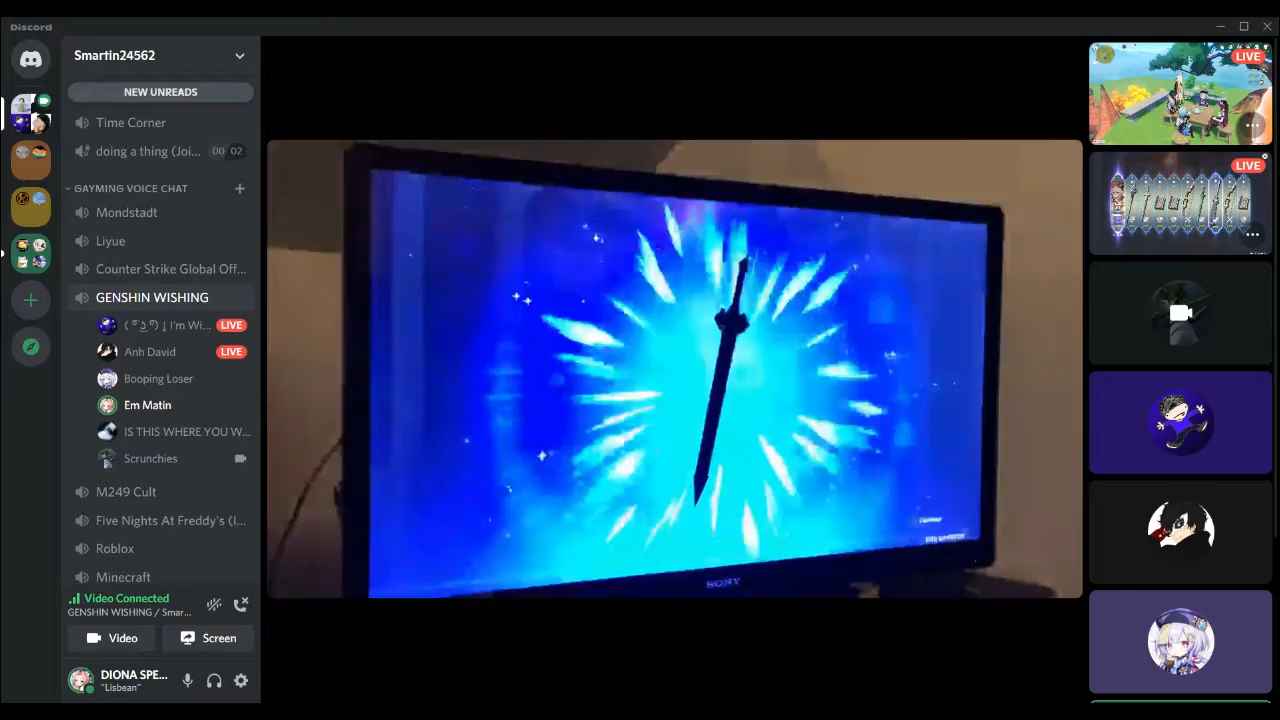 Discord
Smartin24562
NEW UNREADS
Time Corner
doing a thing (Joi...
00 02
GAYMING VOICE CHAT
Mondstadt
Liyue
Counter Strike Global Off...
GENSHIN WISHING
( ͡° ͜ʖ ͡°) ↓ I'm Wi...
LIVE
Anh David
LIVE
Booping Loser
Em Matin
IS THIS WHERE YOU W...
Scrunchies
M249 Cult
Five Nights At Freddy's (I...
Roblox
Minecraft
Video Connected
GENSHIN WISHING / Smar...
Video
Screen
DIONA SPE...
"Lisbean"
SONY
LIVE
LIVE